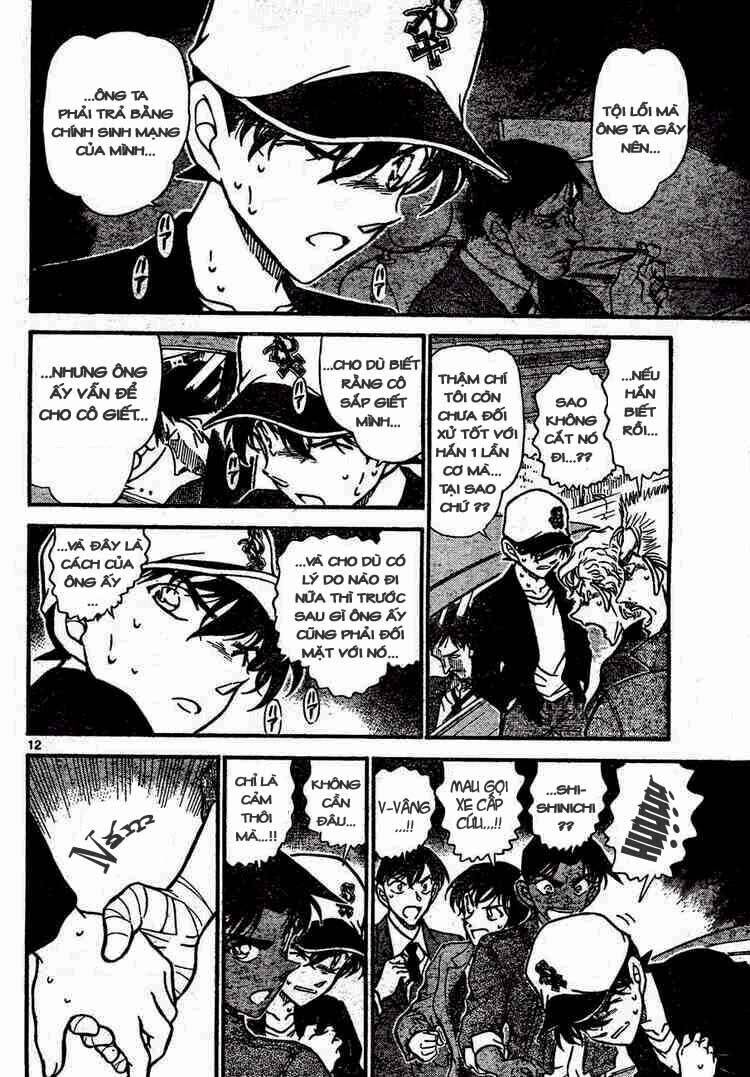 TỘI LỖI MÀ
ÔNG TA
GÂY NÊN...
...ÔNG TA
PHẢI TRẢ BẰNG
CHÍNH SINH MẠNG
CỦA MÌNH...
...NẾU
HẮN
BIẾT
RỒI...
SAO
KHÔNG
CẮT NÓ
ĐI...??
THẬM CHÍ
TÔI CÒN
CHƯA ĐỐI
XỬ TỐT VỚI
HẮN 1 LẦN
CƠ MÀ...
TẠI SAO
CHỨ ??
...CHO DÙ BIẾT
RẰNG CÔ
SẮP GIẾT
MÌNH...
...NHƯNG ÔNG
ẤY VẪN ĐỂ
CHO CÔ GIẾT...
...VÀ CHO DÙ CÓ
LÝ DO NÀO ĐI
NỮA THÌ TRƯỚC
SAU GÌ ÔNG ẤY
CŨNG PHẢI ĐỐI
MẶT VỚI NÓ...
...VÀ ĐÂY LÀ
CÁCH CỦA
ÔNG ẤY
...
12
...SHI-
SHINICHI
??
MAU GỌI
XE CẤP
CỨU...!!
V-VÂNG
...!!
KHÔNG
CẦN
ĐÂU...
CHỈ LÀ
CẢM
THÔI
MÀ...!!